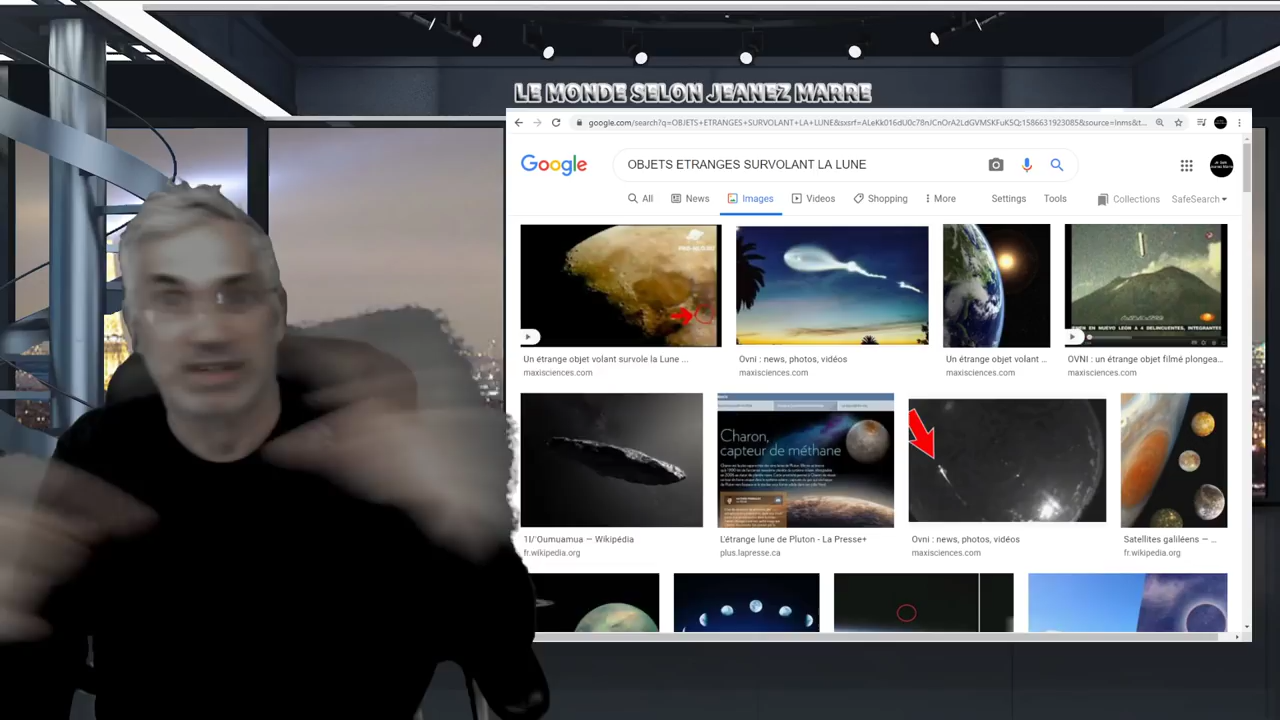 LE MONDE SELON JEANEZ MARRE
google.com/search?q=OBJETS+ETRANGES+SURVOLANT+LA+LUNE&sxsrf=
Google
OBJETS ETRANGES SURVOLANT LA LUNE
All
News
Images
Videos
Shopping
More
Settings
Tools
Collections
SafeSearch
Un étrange objet volant survole la Lune ...
maxisciences.com
Ovni : news, photos, vidéos
maxisciences.com
Un étrange objet volant ...
maxisciences.com
OVNI : un étrange objet filmé plongea...
maxisciences.com
Charon,
capteur de méthane
1I/ʻOumuamua — Wikipédia
fr.wikipedia.org
L'étrange lune de Pluton - La Presse+
plus.lapresse.ca
Ovni : news, photos, vidéos
maxisciences.com
Satellites galiléens — ...
fr.wikipedia.org